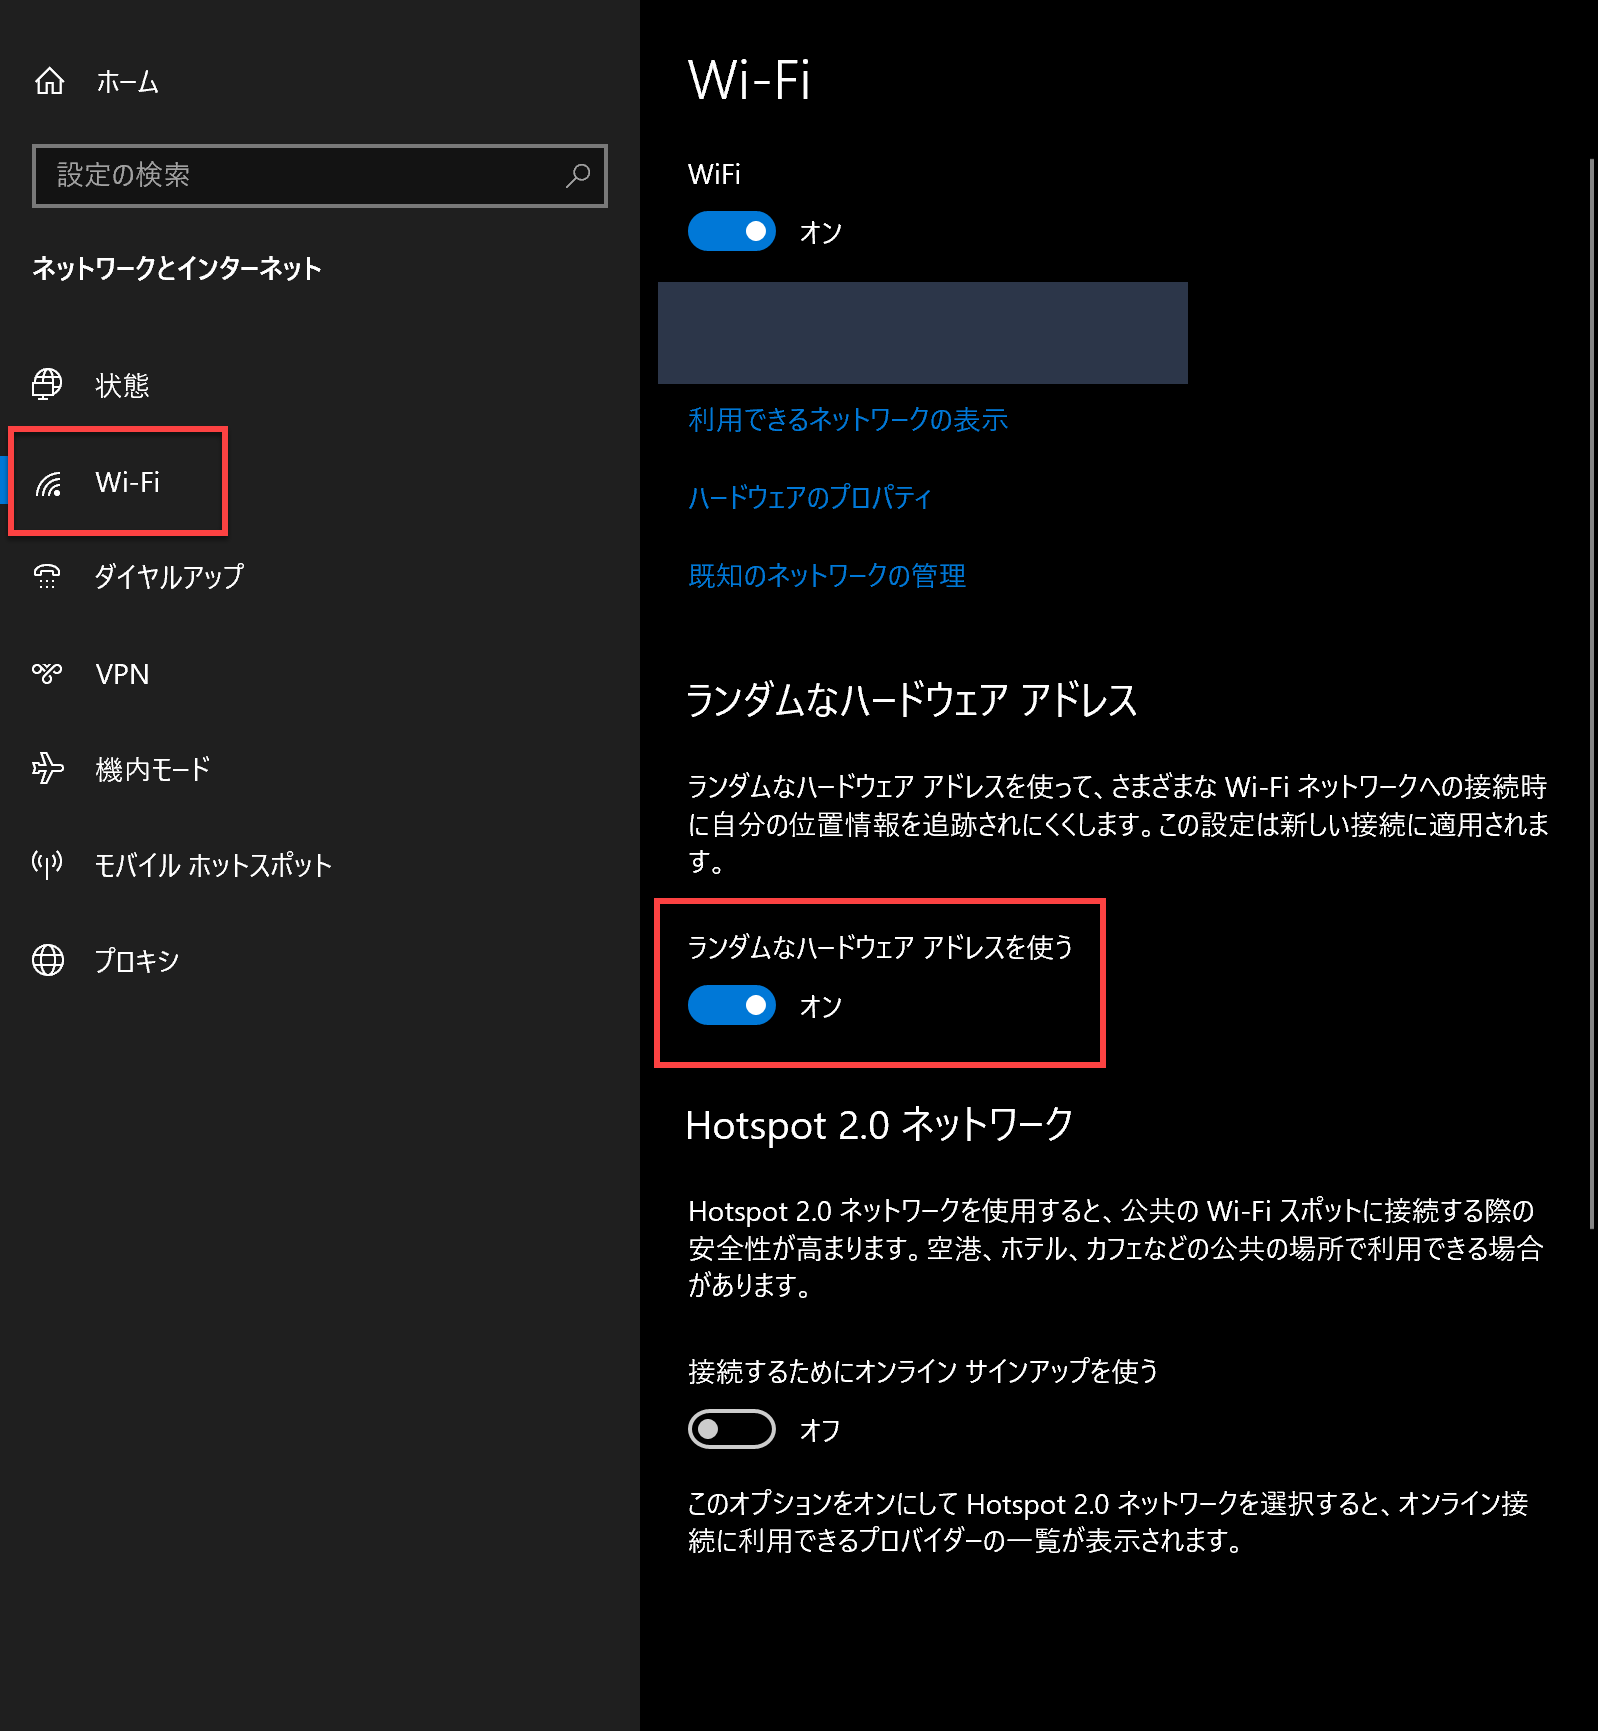 ホーム
設定の検索
ネットワークとインターネット
状態
Wi-Fi
ダイヤルアップ
VPN
機内モード
モバイル ホットスポット
プロキシ
Wi-Fi
WiFi
オン
利用できるネットワークの表示
ハードウェアのプロパティ
既知のネットワークの管理
ランダムなハードウェア アドレス
ランダムなハードウェア アドレスを使って、さまざまな Wi-Fi ネットワークへの接続時
に自分の位置情報を追跡されにくくします。この設定は新しい接続に適用されま
す。
ランダムなハードウェア アドレスを使う
オン
Hotspot 2.0 ネットワーク
Hotspot 2.0 ネットワークを使用すると、公共の Wi-Fi スポットに接続する際の
安全性が高まります。空港、ホテル、カフェなどの公共の場所で利用できる場合
があります。
接続するためにオンライン サインアップを使う
オフ
このオプションをオンにして Hotspot 2.0 ネットワークを選択すると、オンライン接
続に利用できるプロバイダーの一覧が表示されます。